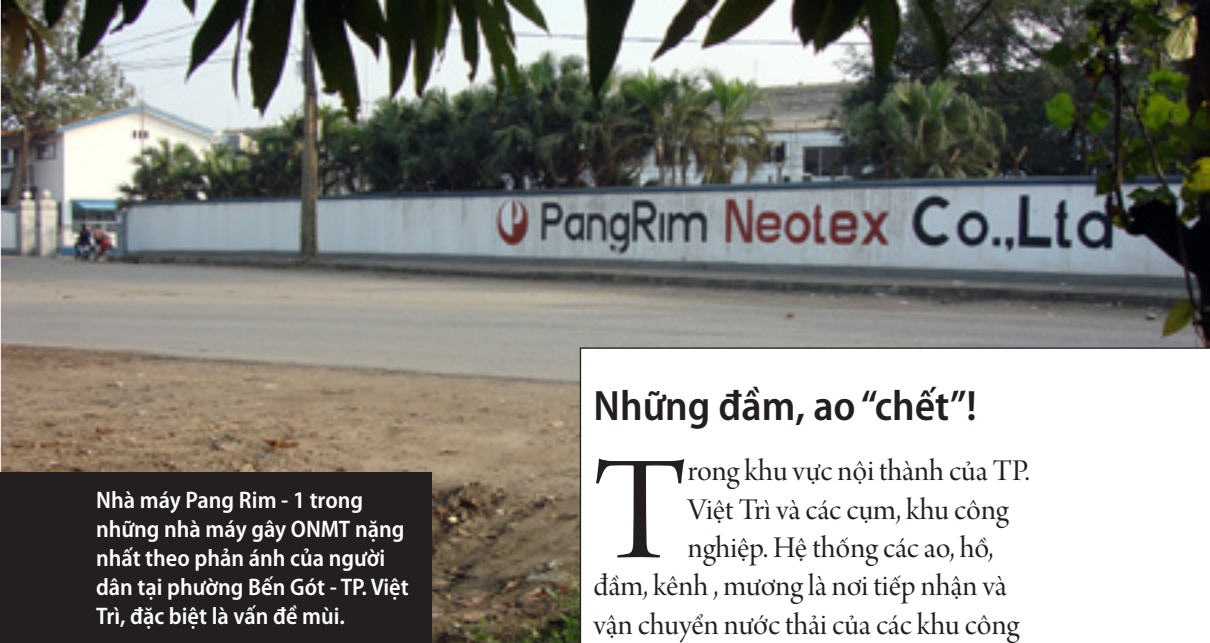 PangRim Neotex Co.,Ltd
Nhà máy Pang Rim - 1 trong
những nhà máy gây ONMT nặng
nhất theo phản ánh của người
dân tại phường Bến Gót - TP. Việt
Trì, đặc biệt là vấn đề mùi.
Những đầm, ao “chết”!
Trong khu vực nội thành của TP.
Việt Trì và các cụm, khu công
nghiệp. Hệ thống các ao, hồ,
đầm, kênh , mương là nơi tiếp nhận và
vận chuyển nước thải của các khu công